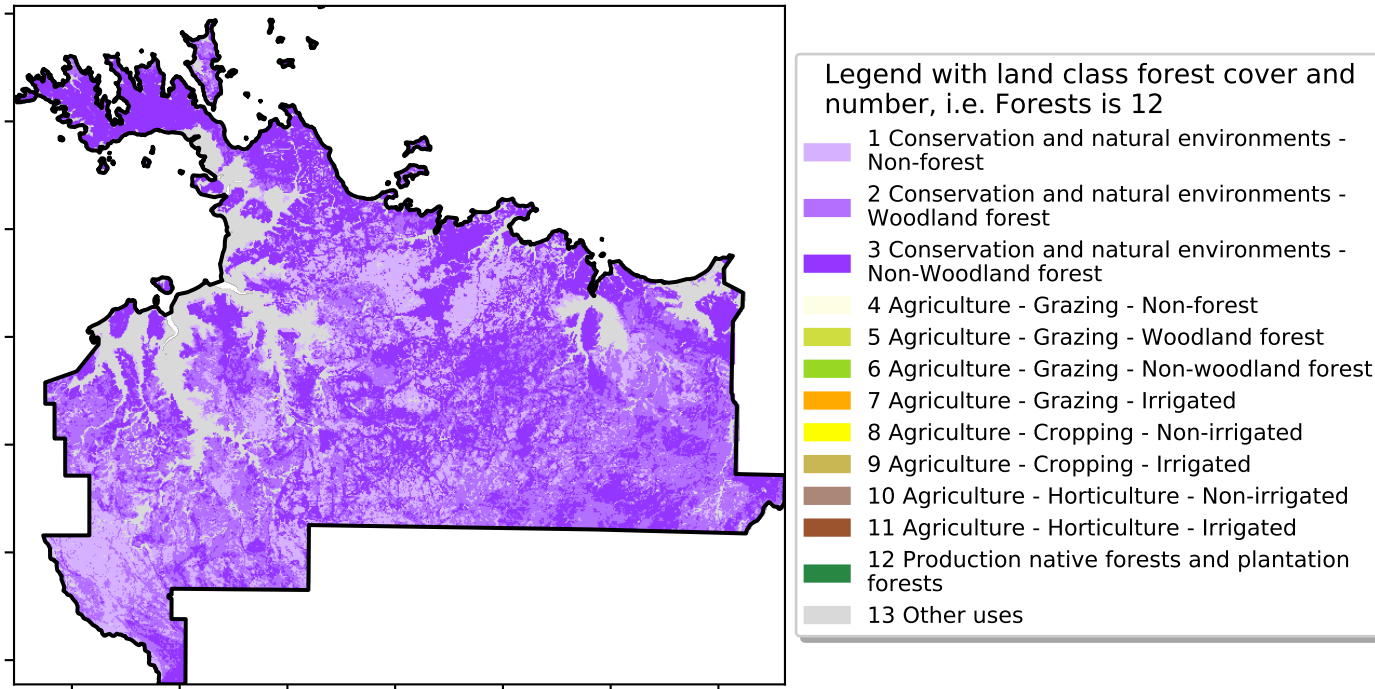 Legend with land class forest cover and
number, i.e. Forests is 12
1 Conservation and natural environments -
Non-forest
2 Conservation and natural environments -
Woodland forest
3 Conservation and natural environments -
Non-Woodland forest
4 Agriculture - Grazing - Non-forest
5 Agriculture - Grazing - Woodland forest
6 Agriculture - Grazing - Non-woodland forest
7 Agriculture - Grazing - Irrigated
8 Agriculture - Cropping - Non-irrigated
9 Agriculture - Cropping - Irrigated
10 Agriculture - Horticulture - Non-irrigated
11 Agriculture - Horticulture - Irrigated
12 Production native forests and plantation
forests
13 Other uses